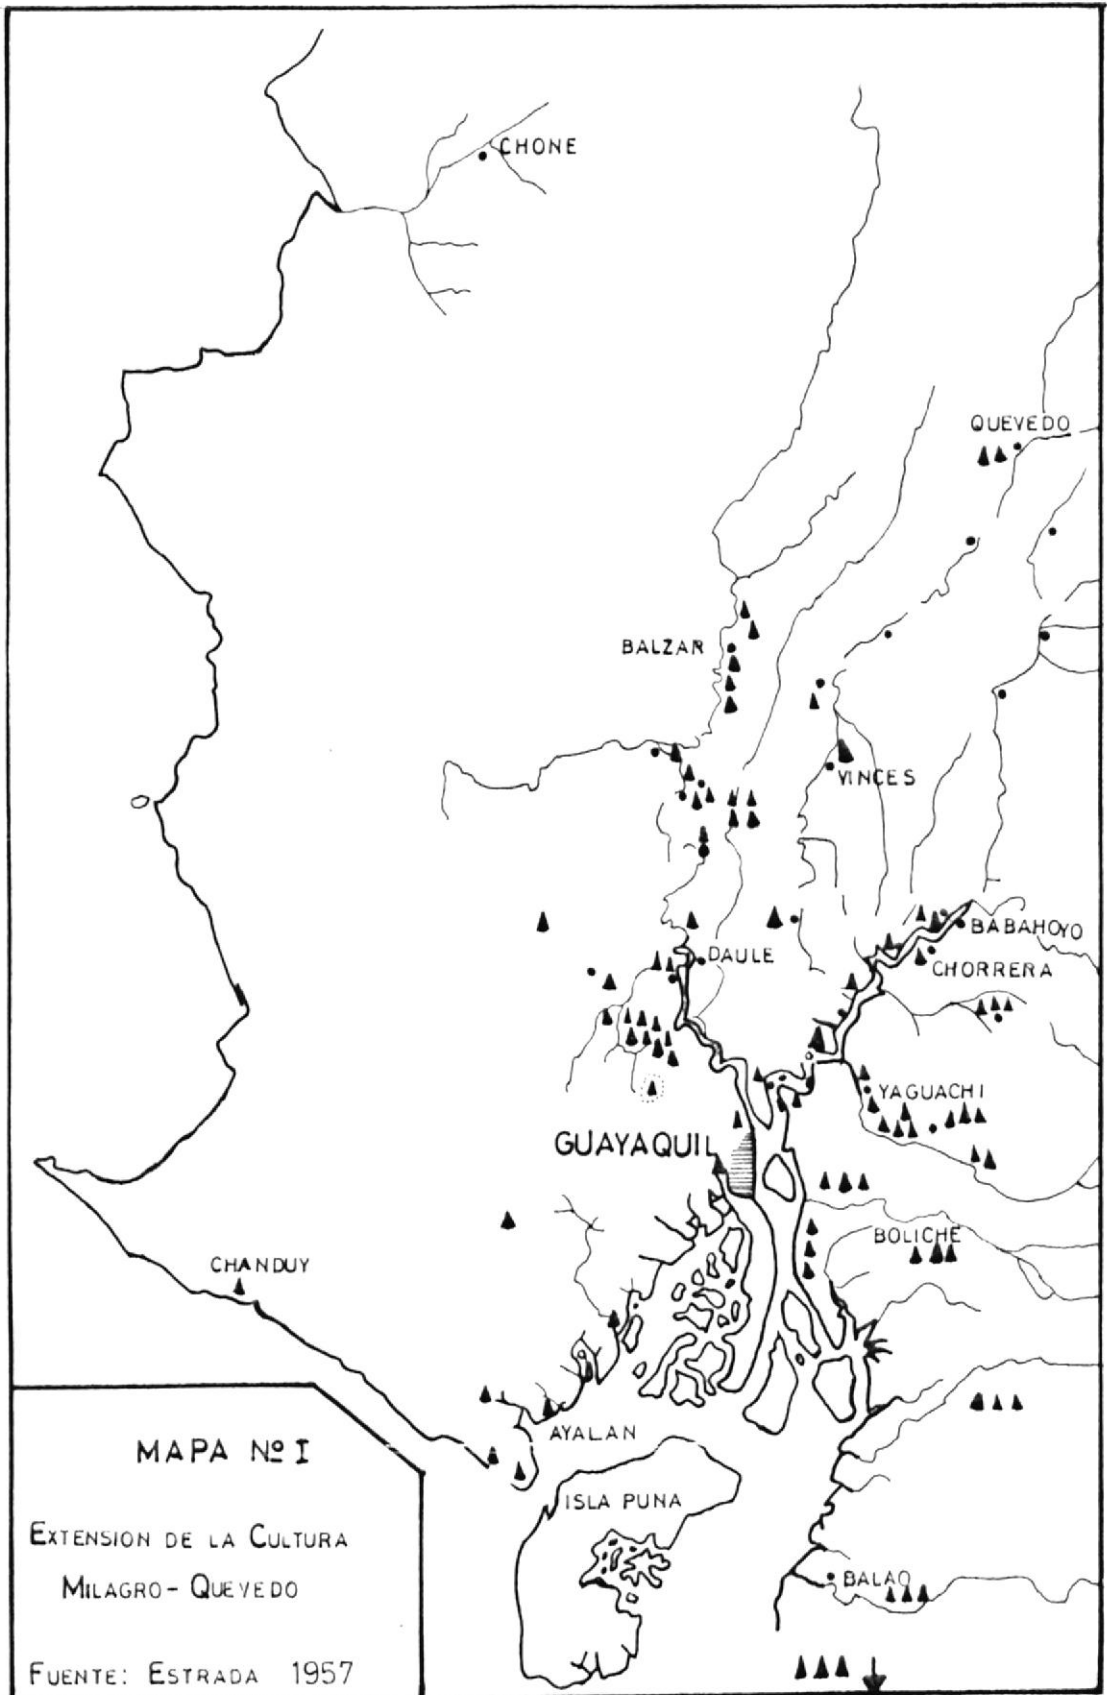 CHONE
QUEVEDO
BALZAR
VINCES
BABAHOYO
DAULE
CHORRERA
YAGUACHI
GUAYAQUIL
BOLICHE
CHANDUY
AYALAN
ISLA PUNA
BALAO
MAPA Nº I
EXTENSION DE LA CULTURA
MILAGRO - QUEVEDO
FUENTE: ESTRADA 1957